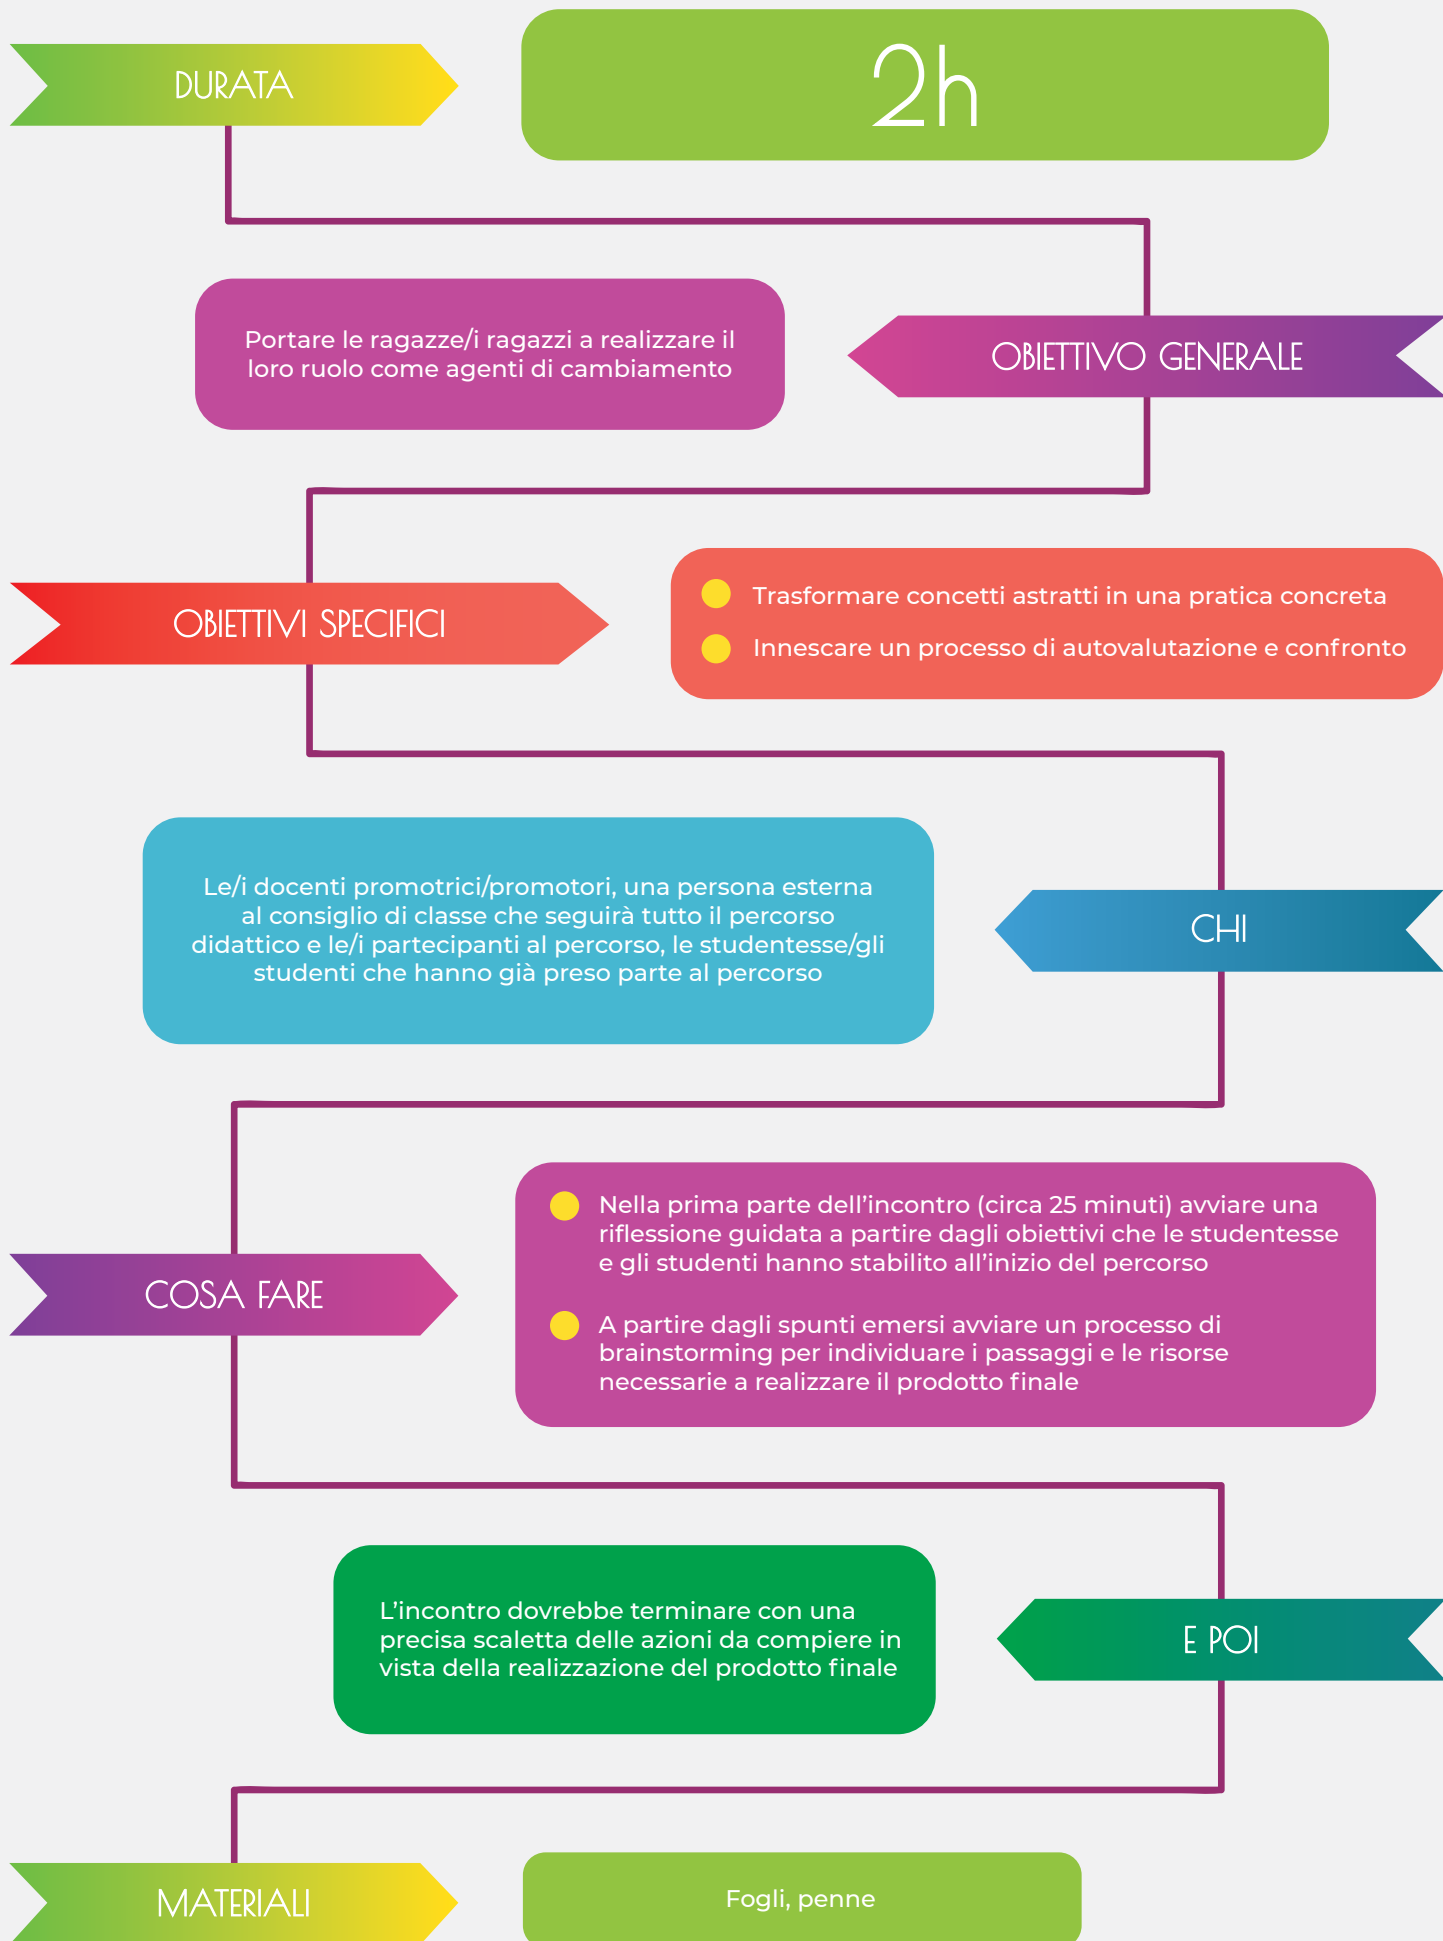 DURATA
2h
OBIETTIVO GENERALE
Portare le ragazze/i ragazzi a realizzare il
loro ruolo come agenti di cambiamento
OBIETTIVI SPECIFICI
Trasformare concetti astratti in una pratica concreta
Innescare un processo di autovalutazione e confronto
CHI
Le/i docenti promotrici/promotori, una persona esterna
al consiglio di classe che seguirà tutto il percorso
didattico e le/i partecipanti al percorso, le studentesse/gli
studenti che hanno già preso parte al percorso
COSA FARE
Nella prima parte dell’incontro (circa 25 minuti) avviare una
riflessione guidata a partire dagli obiettivi che le studentesse
e gli studenti hanno stabilito all’inizio del percorso
A partire dagli spunti emersi avviare un processo di
brainstorming per individuare i passaggi e le risorse
necessarie a realizzare il prodotto finale
E POI
L’incontro dovrebbe terminare con una
precisa scaletta delle azioni da compiere in
vista della realizzazione del prodotto finale
MATERIALI
Fogli, penne